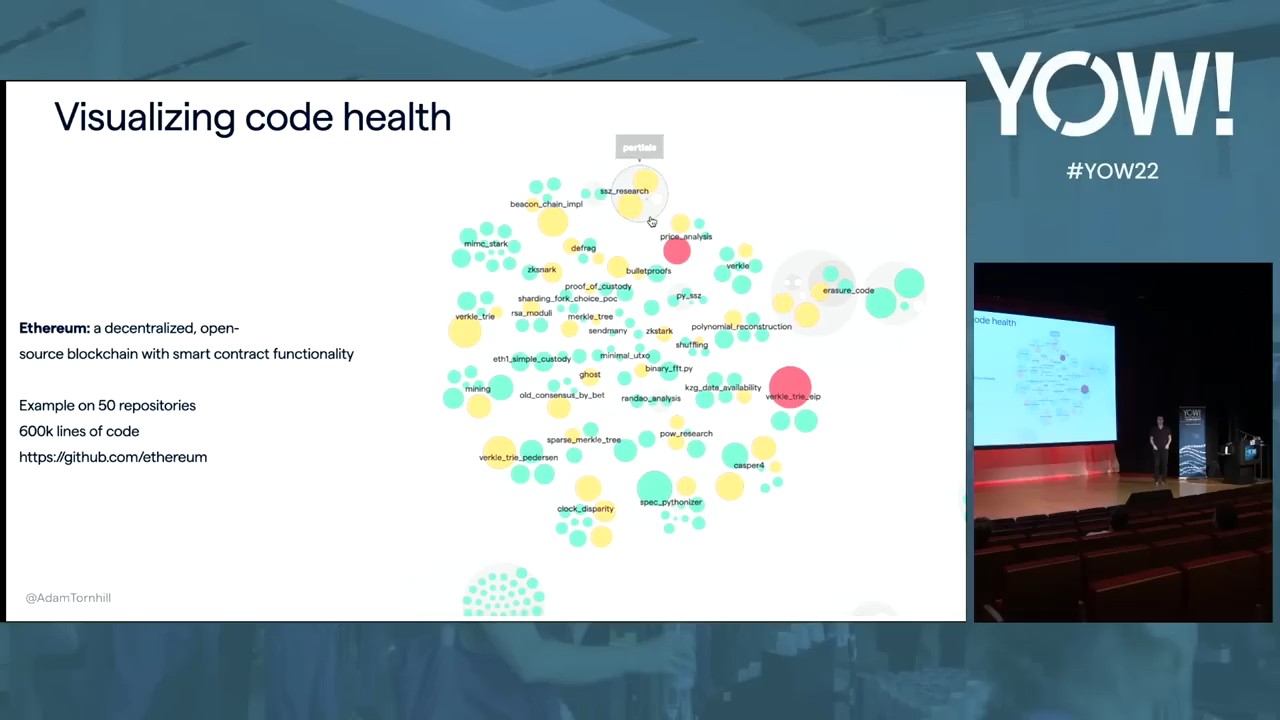 Visualizing code health
YOW!
#YOW22
partials
ssz_research
beacon_chain_impl
price_analysis
mimc_stark
defrag
verkle
zksnark
bulletproofs
proof_of_custody
erasure_code
sharding_fork_choice_poc
py_ssz
rsa_moduli
verkle_trie
merkle_tree
sendmany
zkstark
polynomial_reconstruction
shuffling
eth1_simple_custody
minimal_utxo
binary_fft.py
ghost
mining
kzg_data_availability
old_consensus_by_bet
randao_analysis
verkle_trie_eip
pow_research
sparse_merkle_tree
verkle_trie_pedersen
casper4
spec_pythonizer
clock_disparity
Ethereum: a decentralized, open-
source blockchain with smart contract functionality
Example on 50 repositories
600k lines of code
https://github.com/ethereum
@AdamTornhill
ode health
YOW!